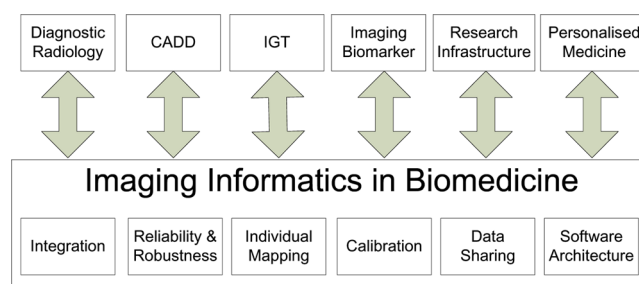 Diagnostic
Radiology
CADD
IGT
Imaging
Biomarker
Research
Infrastructure
Personalised
Medicine
Imaging Informatics in Biomedicine
Integration
Reliability &
Robustness
Individual
Mapping
Calibration
Data
Sharing
Software
Architecture